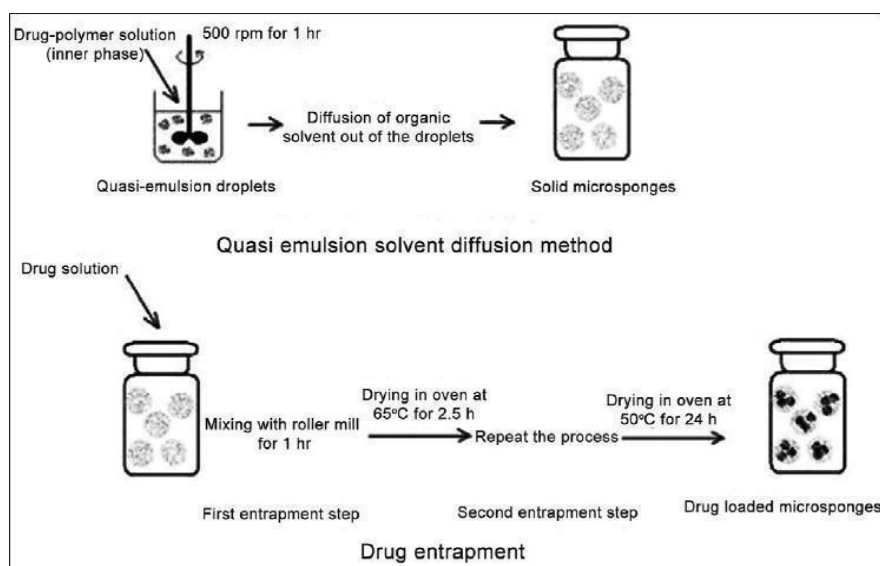 Drug-polymer solution
(inner phase)
500 rpm for 1 hr
Diffusion of organic
solvent out of the droplets
Quasi-emulsion droplets
Solid microsponges
Quasi emulsion solvent diffusion method
Drug solution
Mixing with roller mill
for 1 hr
Drying in oven at
65°C for 2.5 h
Repeat the process
Drying in oven at
50°C for 24 h
First entrapment step
Second entrapment step
Drug loaded microsponges
Drug entrapment